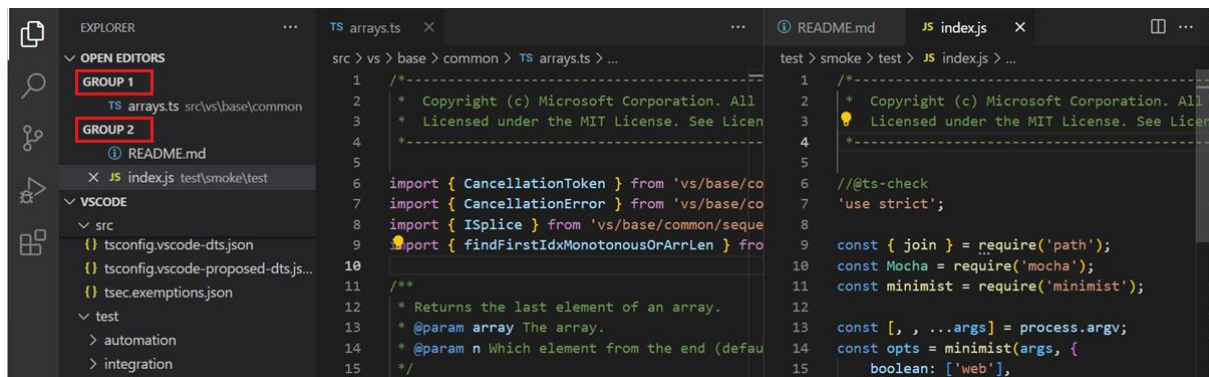 EXPLORER ···
OPEN EDITORS
GROUP 1
TS arrays.ts src\vs\base\common
GROUP 2
README.md
JS index.js test\smoke\test
VSCODE
src
{} tsconfig.vscode-dts.json
{} tsconfig.vscode-proposed-dts.js...
{} tsec.exemptions.json
test
> automation
> integration
TS arrays.ts ···
src > vs > base > common > TS arrays.ts > ...
1 /*--------------------------------------------
2 * Copyright (c) Microsoft Corporation. All
3 * Licensed under the MIT License. See Licen
4 *--------------------------------------------
5
6 import { CancellationToken } from 'vs/base/co
7 import { CancellationError } from 'vs/base/co
8 import { ISplice } from 'vs/base/common/seque
9 import { findFirstIdxMonotonousOrArrLen } fro
10
11 /**
12 * Returns the last element of an array.
13 * @param array The array.
14 * @param n Which element from the end (defau
15 */
README.md JS index.js ···
test > smoke > test > JS index.js > ...
1 /*--------------------------------------------
2 * Copyright (c) Microsoft Corporation. All
3 * Licensed under the MIT License. See Licen
4 *--------------------------------------------
5
6 //@ts-check
7 'use strict';
8
9 const { join } = require('path');
10 const Mocha = require('mocha');
11 const minimist = require('minimist');
12
13 const [, , ...args] = process.argv;
14 const opts = minimist(args, {
15 boolean: ['web'],